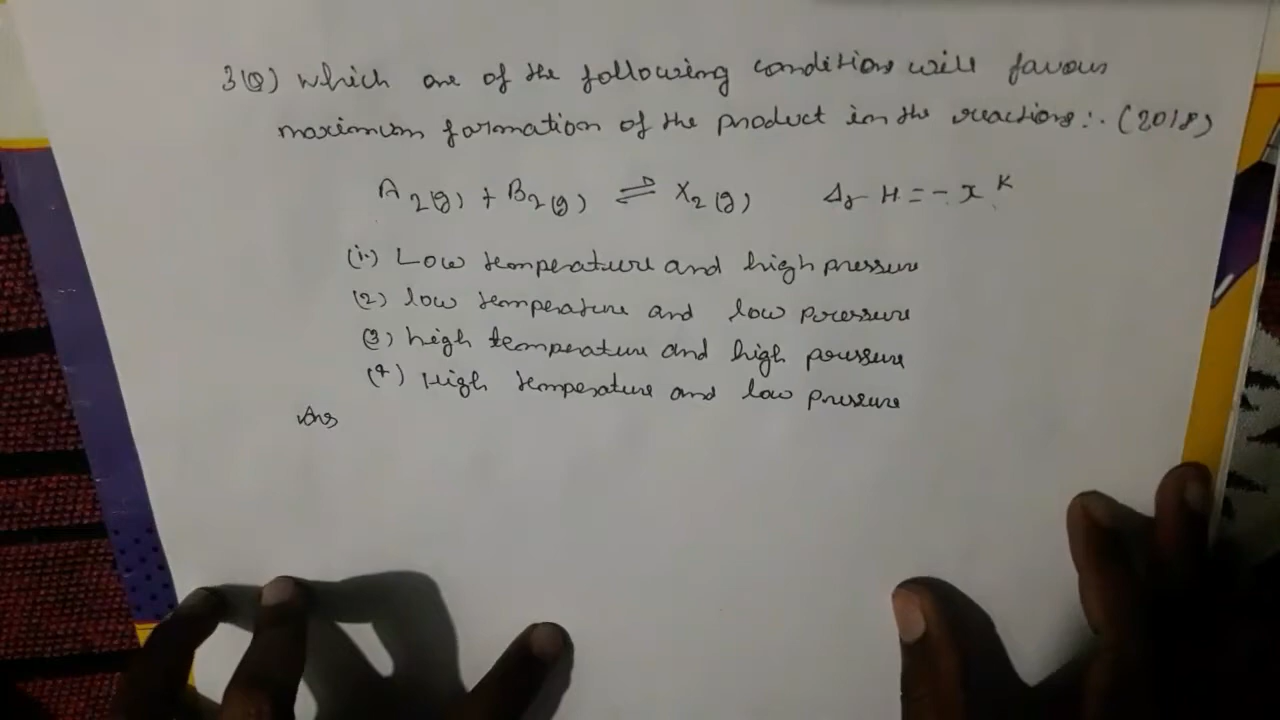 3(Q) which one of the following conditions will favour
maximum formation of the product in the reactions:. (2018)
A2(g) + B2(g) ⇌ X2(g) Δr H = - x K
(1.) Low temperature and high pressure
(2) low temperature and low pressure
(3) high temperature and high pressure
(4) High temperature and low pressure
Ans